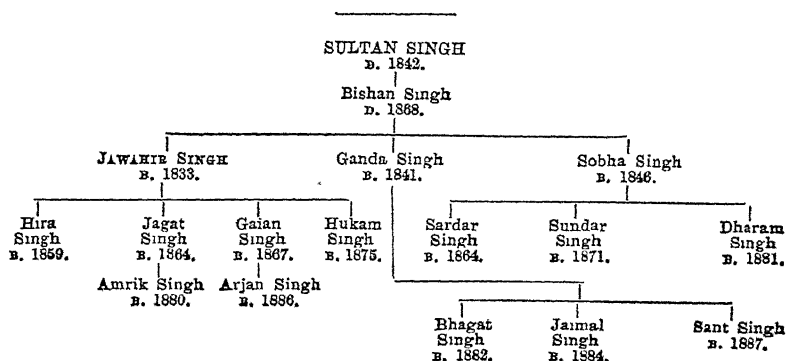 SULTAN SINGH
D. 1842.
Bishan Singh
D. 1868.
JAWAHIR SINGH Ganda Singh Sobha Singh
B. 1833. B. 1841. B. 1846.
Hira Jagat Gaian Hukam Sardar Sundar Dharam
Singh Singh Singh Singh Singh Singh Singh
B. 1859. B. 1864. B. 1867. B. 1875. B. 1864. B. 1871. B. 1881.
Amrik Singh Arjan Singh
B. 1880. B. 1886.
Bhagat Jaimal Sant Singh
Singh Singh B. 1887.
B. 1882. B. 1884.